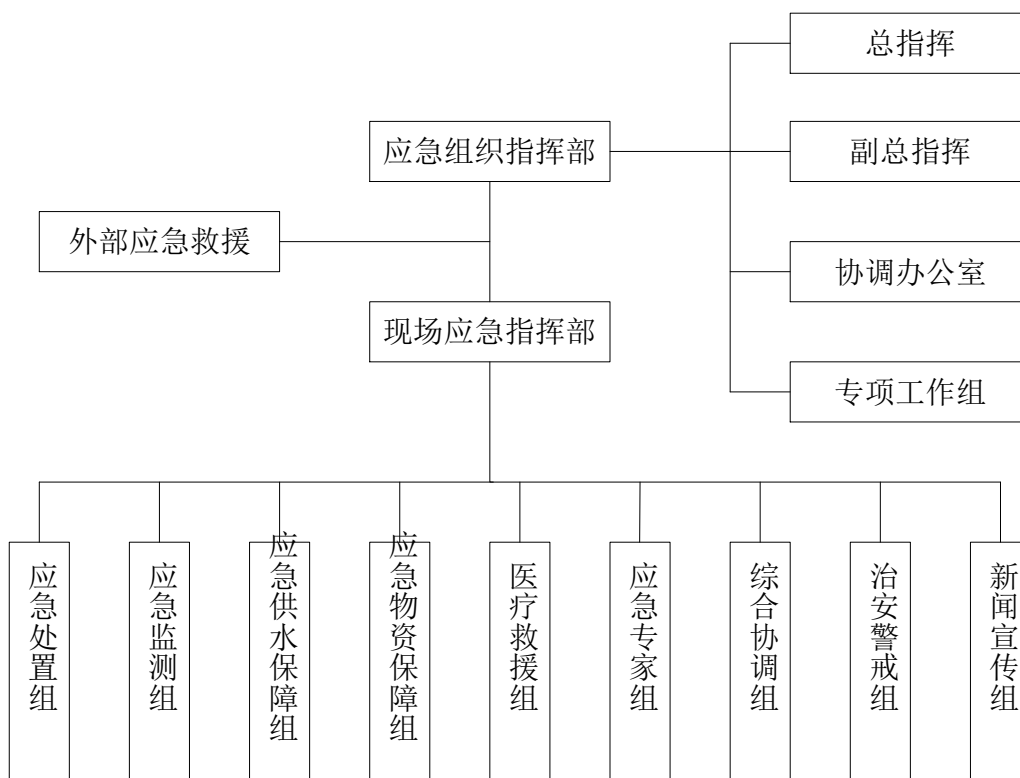 总指挥
应急组织指挥部
副总指挥
外部应急救援
协调办公室
现场应急指挥部
专项工作组
应急处置组
应急监测组
应急供水保障组
应急物资保障组
医疗救援组
应急专家组
综合协调组
治安警戒组
新闻宣传组